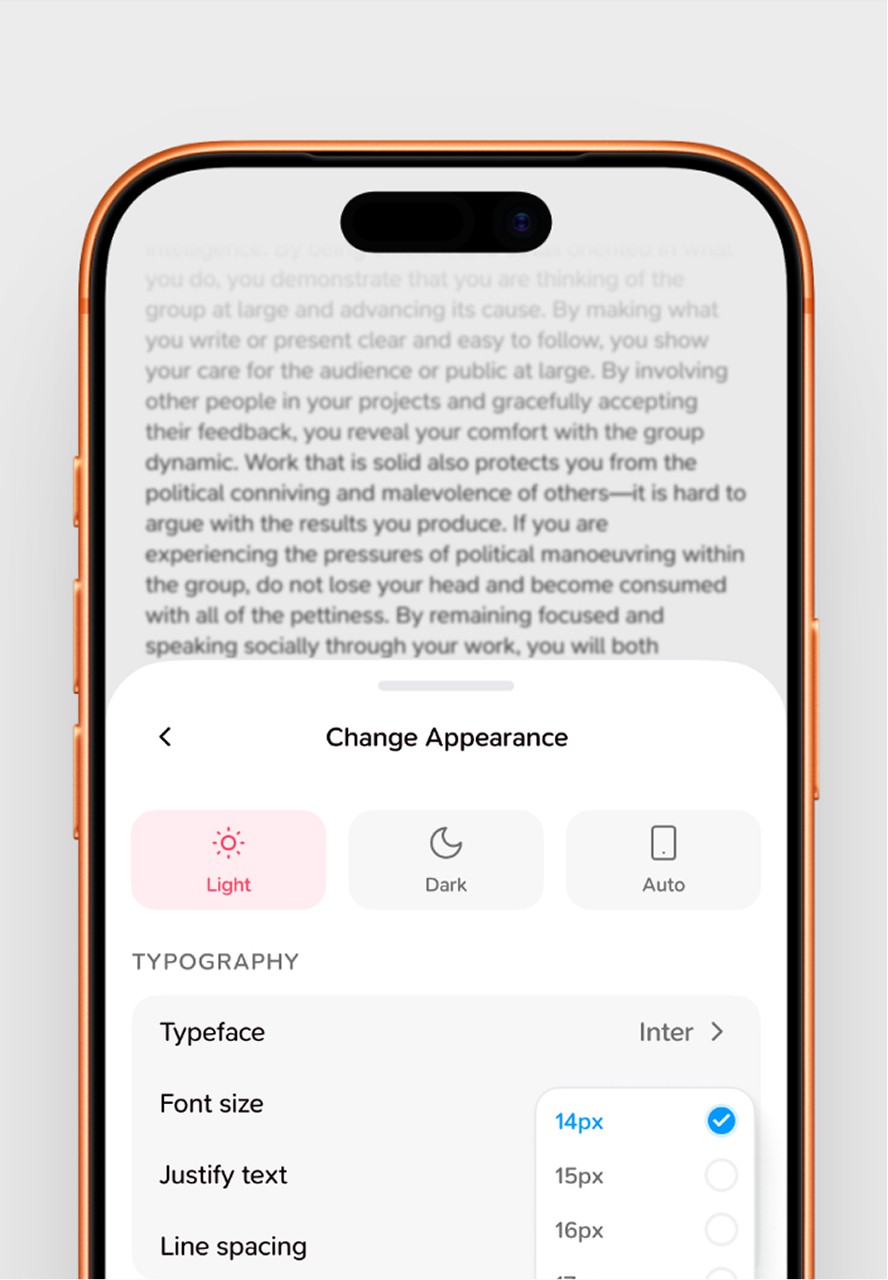 intelligence. By being oriented in what
you do, you demonstrate that you are thinking of the
group at large and advancing its cause. By making what
you write or present clear and easy to follow, you show
your care for the audience or public at large. By involving
other people in your projects and gracefully accepting
their feedback, you reveal your comfort with the group
dynamic. Work that is solid also protects you from the
political conniving and malevolence of others—it is hard to
argue with the results you produce. If you are
experiencing the pressures of political manoeuvring within
the group, do not lose your head and become consumed
with all of the pettiness. By remaining focused and
speaking socially through your work, you will both
Change Appearance
Light
Dark
Auto
TYPOGRAPHY
Typeface
Inter
Font size
14px
Justify text
15px
16px
Line spacing